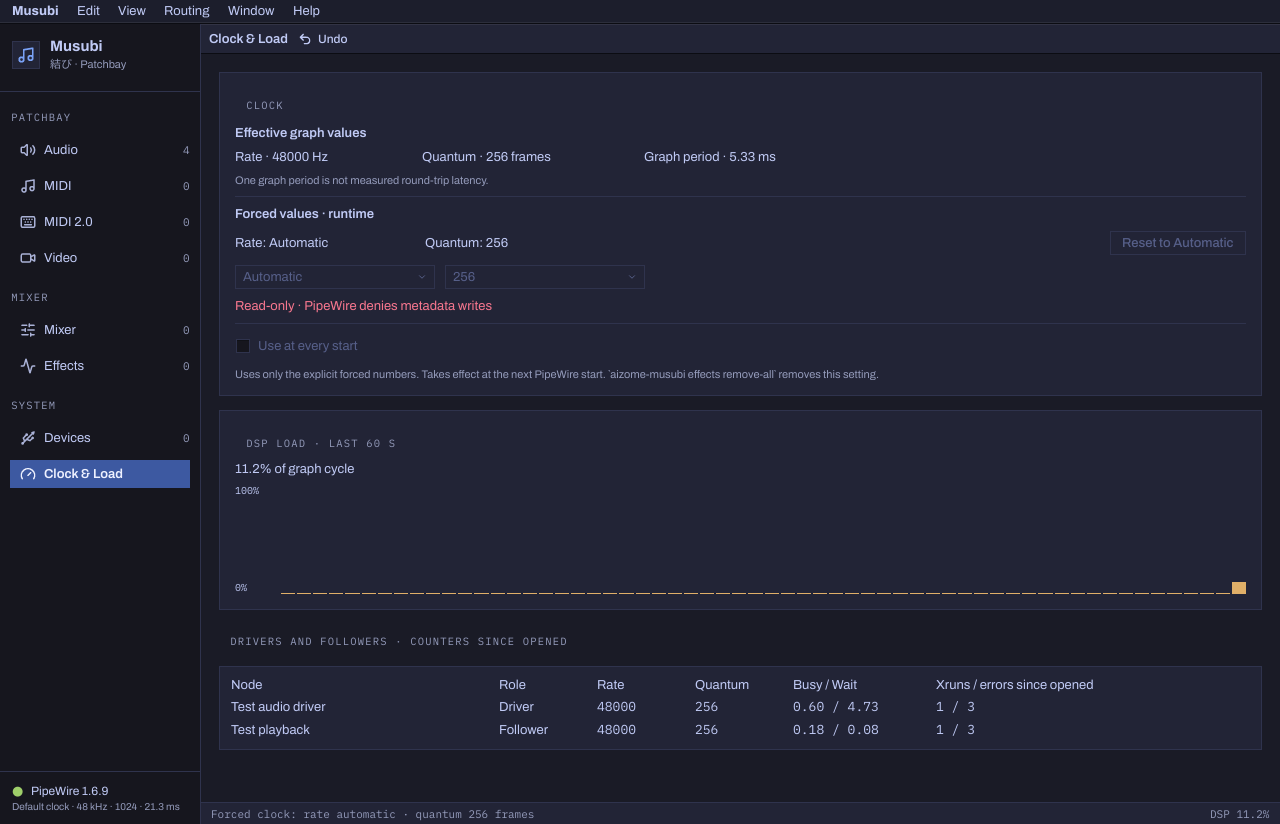 Musubi Edit View Routing Window Help
Musubi
結び · Patchbay
Clock & Load Undo
PATCHBAY
Audio 4
MIDI 0
MIDI 2.0 0
Video 0
MIXER
Mixer 0
Effects 0
SYSTEM
Devices 0
Clock & Load
PipeWire 1.6.9
Default clock · 48 kHz · 1024 · 21.3 ms
CLOCK
Effective graph values
Rate · 48000 Hz Quantum · 256 frames Graph period · 5.33 ms
One graph period is not measured round-trip latency.
Forced values · runtime
Rate: Automatic Quantum: 256 Reset to Automatic
Automatic 256
Read-only · PipeWire denies metadata writes
Use at every start
Uses only the explicit forced numbers. Takes effect at the next PipeWire start. `aizome-musubi effects remove-all` removes this setting.
DSP LOAD · LAST 60 S
11.2% of graph cycle
100%
0%
DRIVERS AND FOLLOWERS · COUNTERS SINCE OPENED
Node Role Rate Quantum Busy / Wait Xruns / errors since opened
Test audio driver Driver 48000 256 0.60 / 4.73 1 / 3
Test playback Follower 48000 256 0.18 / 0.08 1 / 3
Forced clock: rate automatic · quantum 256 frames DSP 11.2%